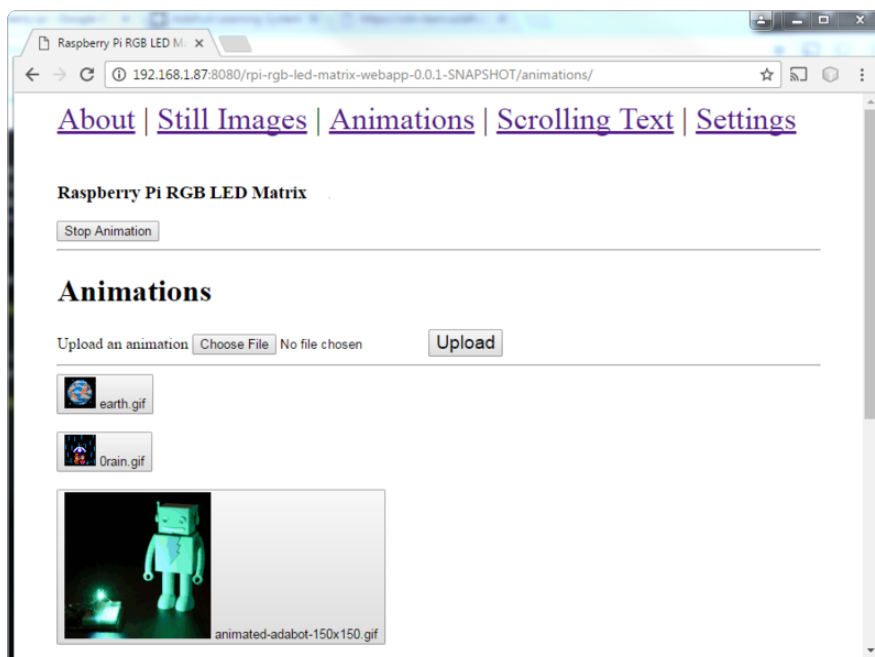 Raspberry Pi RGB LED M
192.168.1.87:8080/rpi-rgb-led-matrix-webapp-0.0.1-SNAPSHOT/animations/
About | Still Images | Animations | Scrolling Text | Settings
Raspberry Pi RGB LED Matrix
Stop Animation
Animations
Upload an animation Choose File No file chosen Upload
earth.gif
0rain.gif
animated-adabot-150x150.gif